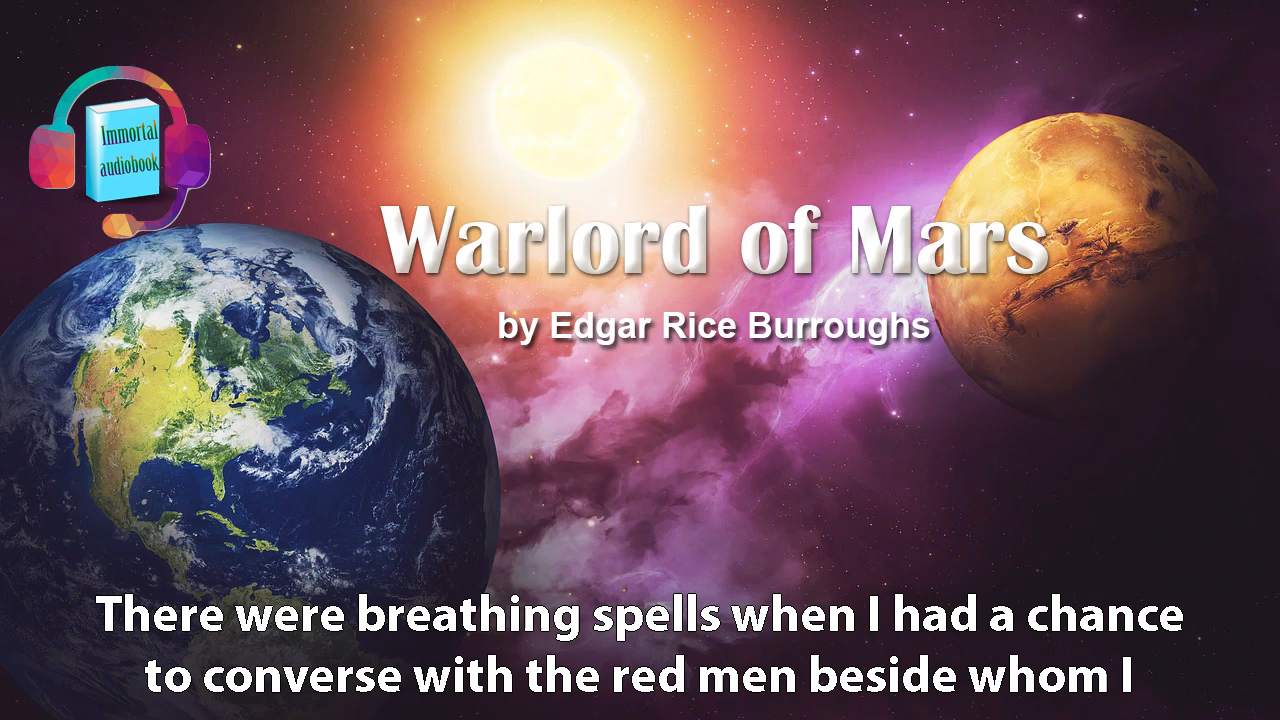 Immortal
audiobook
Warlord of Mars
by Edgar Rice Burroughs
There were breathing spells when I had a chance
to converse with the red men beside whom I